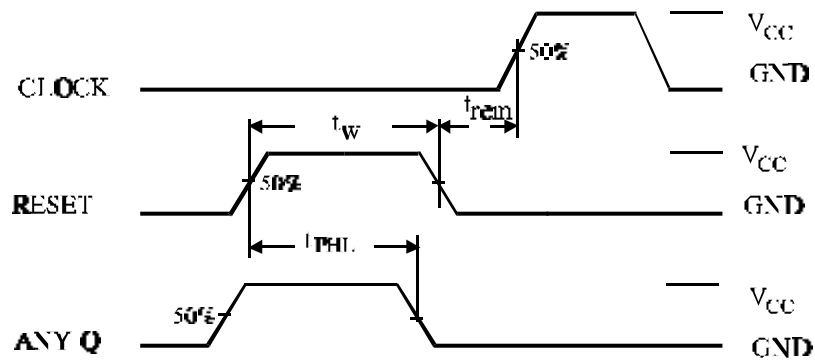 VCC
50%
CLOCK
GND
trem
tW
VCC
50%
RESET
GND
tPHL
VCC
50%
ANY Q
GND